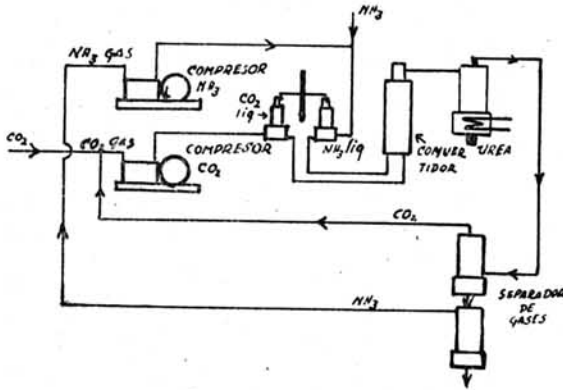 NH3
NH3 GAS
COMPRESOR
NH3
CO2
liq
CO2
CO2 GAS
COMPRESOR
CO2
NH3 liq
CONVER
TIDOR
UREA
CO2
SEPARADOR
DE
GASES
NH3